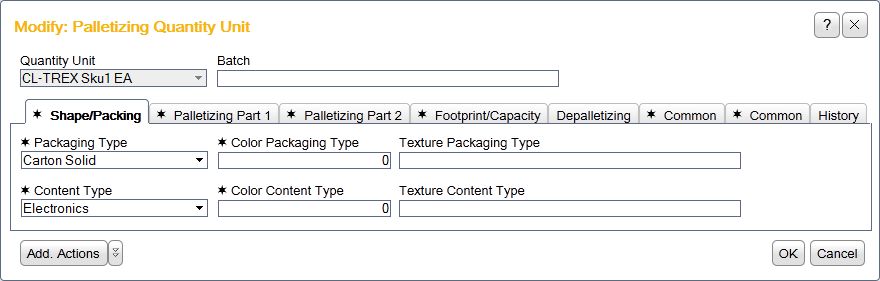 Modify: Palletizing Quantity Unit
?
Quantity Unit Batch
CL-TREX Sku1 EA
✶ Shape/Packing ✶ Palletizing Part 1 ✶ Palletizing Part 2 ✶ Footprint/Capacity Depalletizing ✶ Common ✶ Common History
✶ Packaging Type ✶ Color Packaging Type Texture Packaging Type
Carton Solid 0
✶ Content Type ✶ Color Content Type Texture Content Type
Electronics 0
Add. Actions OK Cancel